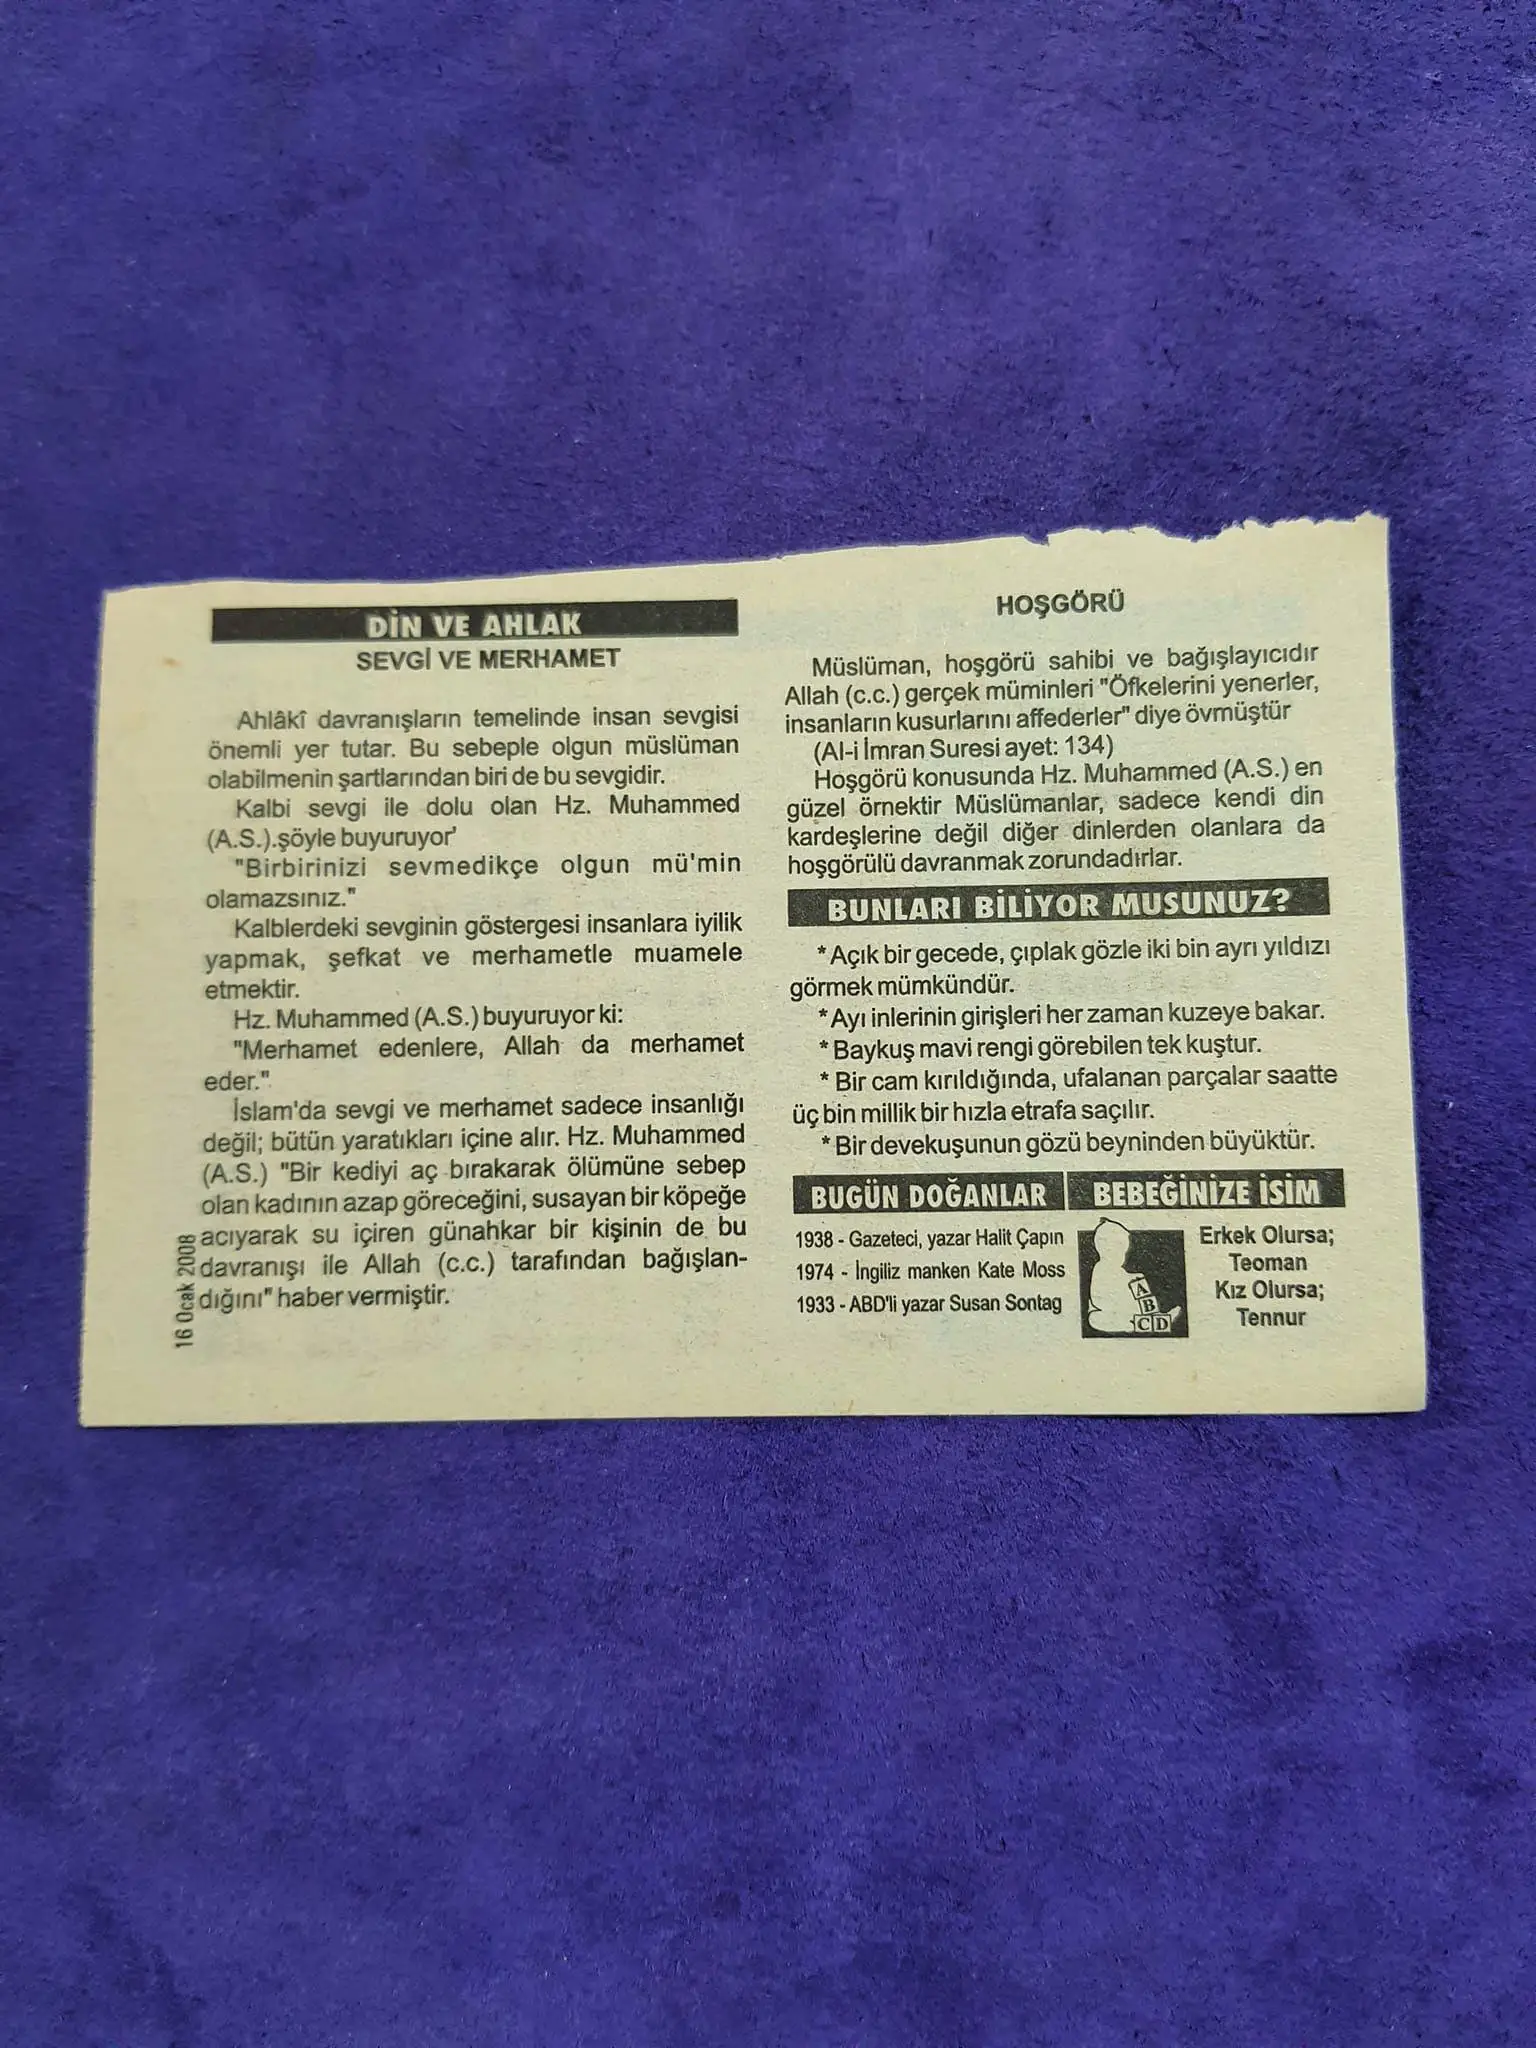 DİN VE AHLAK
SEVGİ VE MERHAMET
Ahlâkî davranışların temelinde insan sevgisi
önemli yer tutar. Bu sebeple olgun müslüman
olabilmenin şartlarından biri de bu sevgidir.
Kalbi sevgi ile dolu olan Hz. Muhammed
(A.S.).şöyle buyuruyor'
"Birbirinizi sevmedikçe olgun mü'min
olamazsınız."
Kalblerdeki sevginin göstergesi insanlara iyilik
yapmak, şefkat ve merhametle muamele
etmektir.
Hz. Muhammed (A.S.) buyuruyor ki:
"Merhamet edenlere, Allah da merhamet
eder."
İslam'da sevgi ve merhamet sadece insanlığı
değil; bütün yaratıkları içine alır. Hz. Muhammed
(A.S.) "Bir kediyi aç bırakarak ölümüne sebep
olan kadının azap göreceğini, susayan bir köpeğe
acıyarak su içiren günahkar bir kişinin de bu
davranışı ile Allah (c.c.) tarafından bağışlan-
dığını" haber vermiştir.
16 Ocak 2008
HOŞGÖRÜ
Müslüman, hoşgörü sahibi ve bağışlayıcıdır
Allah (c.c.) gerçek müminleri "Öfkelerini yenerler,
insanların kusurlarını affederler" diye övmüştür
(Al-i İmran Suresi ayet: 134)
Hoşgörü konusunda Hz. Muhammed (A.S.) en
güzel örnektir Müslümanlar, sadece kendi din
kardeşlerine değil diğer dinlerden olanlara da
hoşgörülü davranmak zorundadırlar.
BUNLARI BİLİYOR MUSUNUZ?
* Açık bir gecede, çıplak gözle iki bin ayrı yıldızı
görmek mümkündür.
* Ayı inlerinin girişleri her zaman kuzeye bakar.
* Baykuş mavi rengi görebilen tek kuştur.
* Bir cam kırıldığında, ufalanan parçalar saatte
üç bin millik bir hızla etrafa saçılır.
* Bir devekuşunun gözü beyninden büyüktür.
BUGÜN DOĞANLAR
1938 - Gazeteci, yazar Halit Çapın
1974 - İngiliz manken Kate Moss
1933 - ABD'li yazar Susan Sontag
BEBEĞİNİZE İSİM
A
B
C D
Erkek Olursa;
Teoman
Kız Olursa;
Tennur